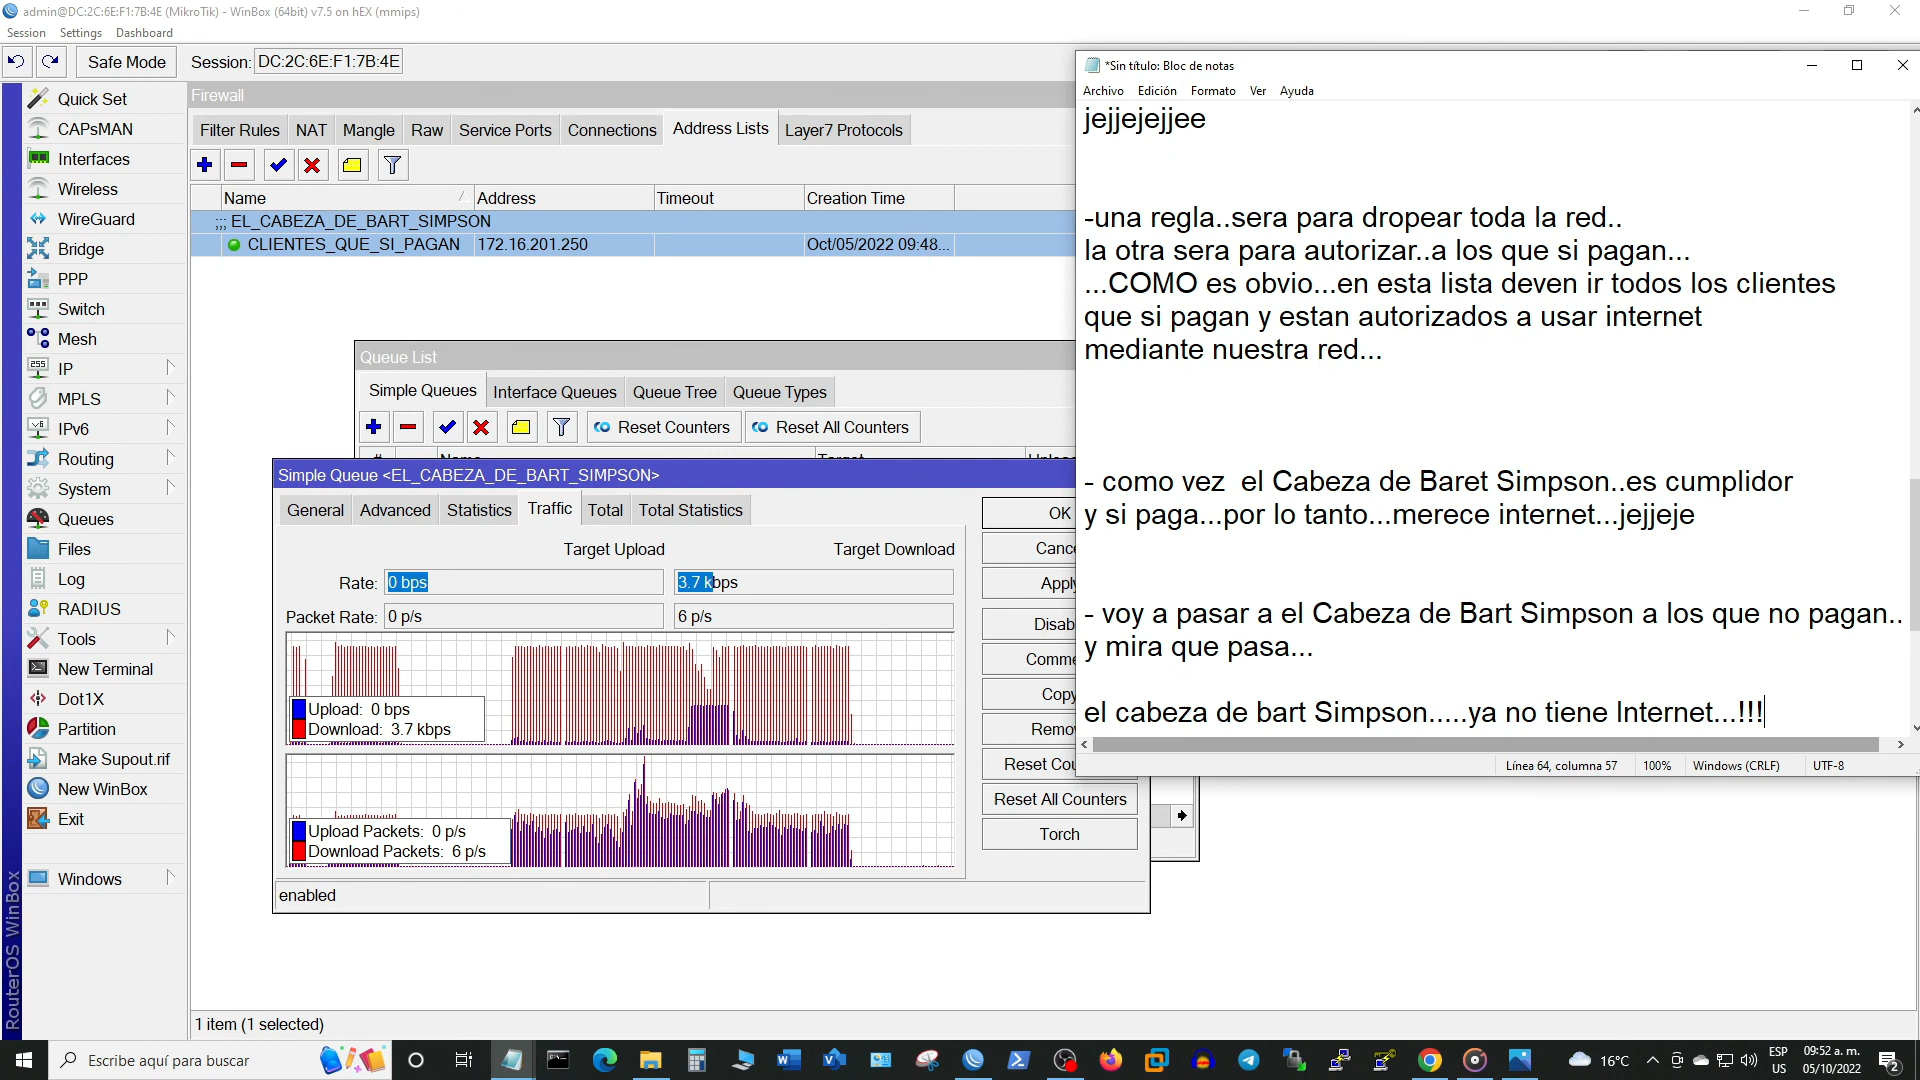 admin@DC:2C:6E:F1:7B:4E (MikroTik) - WinBox (64bit) v7.5 on hEX (mmips)
Session Settings Dashboard
Safe Mode Session: DC:2C:6E:F1:7B:4E
Quick Set
CAPsMAN
Interfaces
Wireless
WireGuard
Bridge
PPP
Switch
Mesh
IP
MPLS
IPv6
Routing
System
Queues
Files
Log
RADIUS
Tools
New Terminal
Dot1X
Partition
Make Supout.rif
New WinBox
Exit
Windows
RouterOS WinBox
Firewall
Filter Rules NAT Mangle Raw Service Ports Connections Address Lists Layer7 Protocols
Name Address Timeout Creation Time
;;; EL_CABEZA_DE_BART_SIMPSON
CLIENTES_QUE_SI_PAGAN 172.16.201.250 Oct/05/2022 09:48...
Queue List
Simple Queues Interface Queues Queue Tree Queue Types
Reset Counters Reset All Counters
Simple Queue <EL_CABEZA_DE_BART_SIMPSON>
General Advanced Statistics Traffic Total Total Statistics
Target Upload Target Download
Rate: 0 bps 3.7 kbps
Packet Rate: 0 p/s 6 p/s
Upload: 0 bps
Download: 3.7 kbps
Upload Packets: 0 p/s
Download Packets: 6 p/s
enabled
OK
Cance
Apply
Disab
Comme
Copy
Remo
Reset Cou
Reset All Counters
Torch
1 item (1 selected)
*Sin título: Bloc de notas
Archivo Edición Formato Ver Ayuda
jejjejejjee
-una regla..sera para dropear toda la red..
la otra sera para autorizar..a los que si pagan...
...COMO es obvio...en esta lista deven ir todos los clientes
que si pagan y estan autorizados a usar internet
mediante nuestra red...
- como vez  el Cabeza de Baret Simpson..es cumplidor
y si paga...por lo tanto...merece internet...jejjeje
- voy a pasar a el Cabeza de Bart Simpson a los que no pagan..
y mira que pasa...
el cabeza de bart Simpson.....ya no tiene Internet...!!!
Línea 64, columna 57 100% Windows (CRLF) UTF-8
Escribe aquí para buscar
16°C
ESP
US
09:52 a. m.
05/10/2022
2